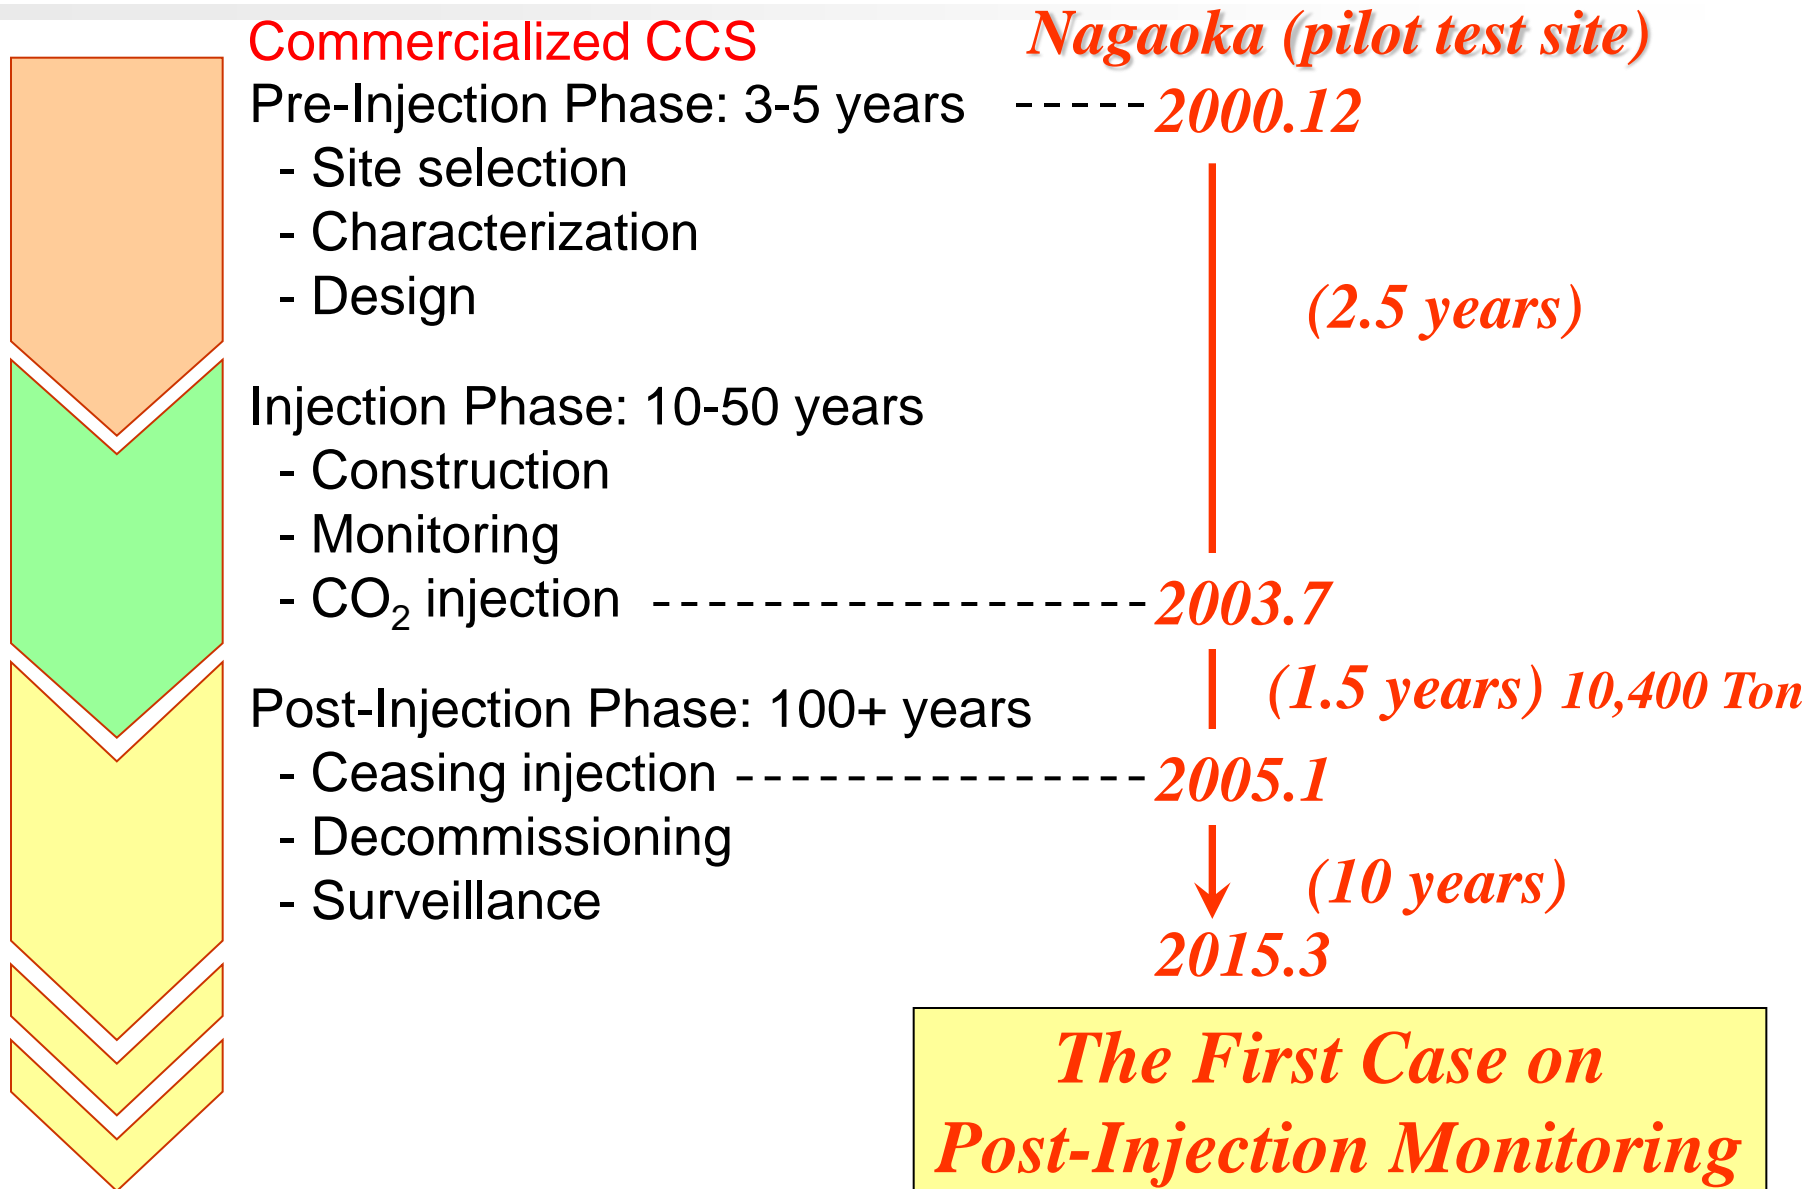 Commercialized CCS
Pre-Injection Phase: 3-5 years
- Site selection
- Characterization
- Design
Injection Phase: 10-50 years
- Construction
- Monitoring
- CO₂ injection
Post-Injection Phase: 100+ years
- Ceasing injection
- Decommissioning
- Surveillance
Nagaoka (pilot test site)
2000.12
(2.5 years)
2003.7
(1.5 years) 10,400 Ton
2005.1
(10 years)
2015.3
The First Case on
Post-Injection Monitoring